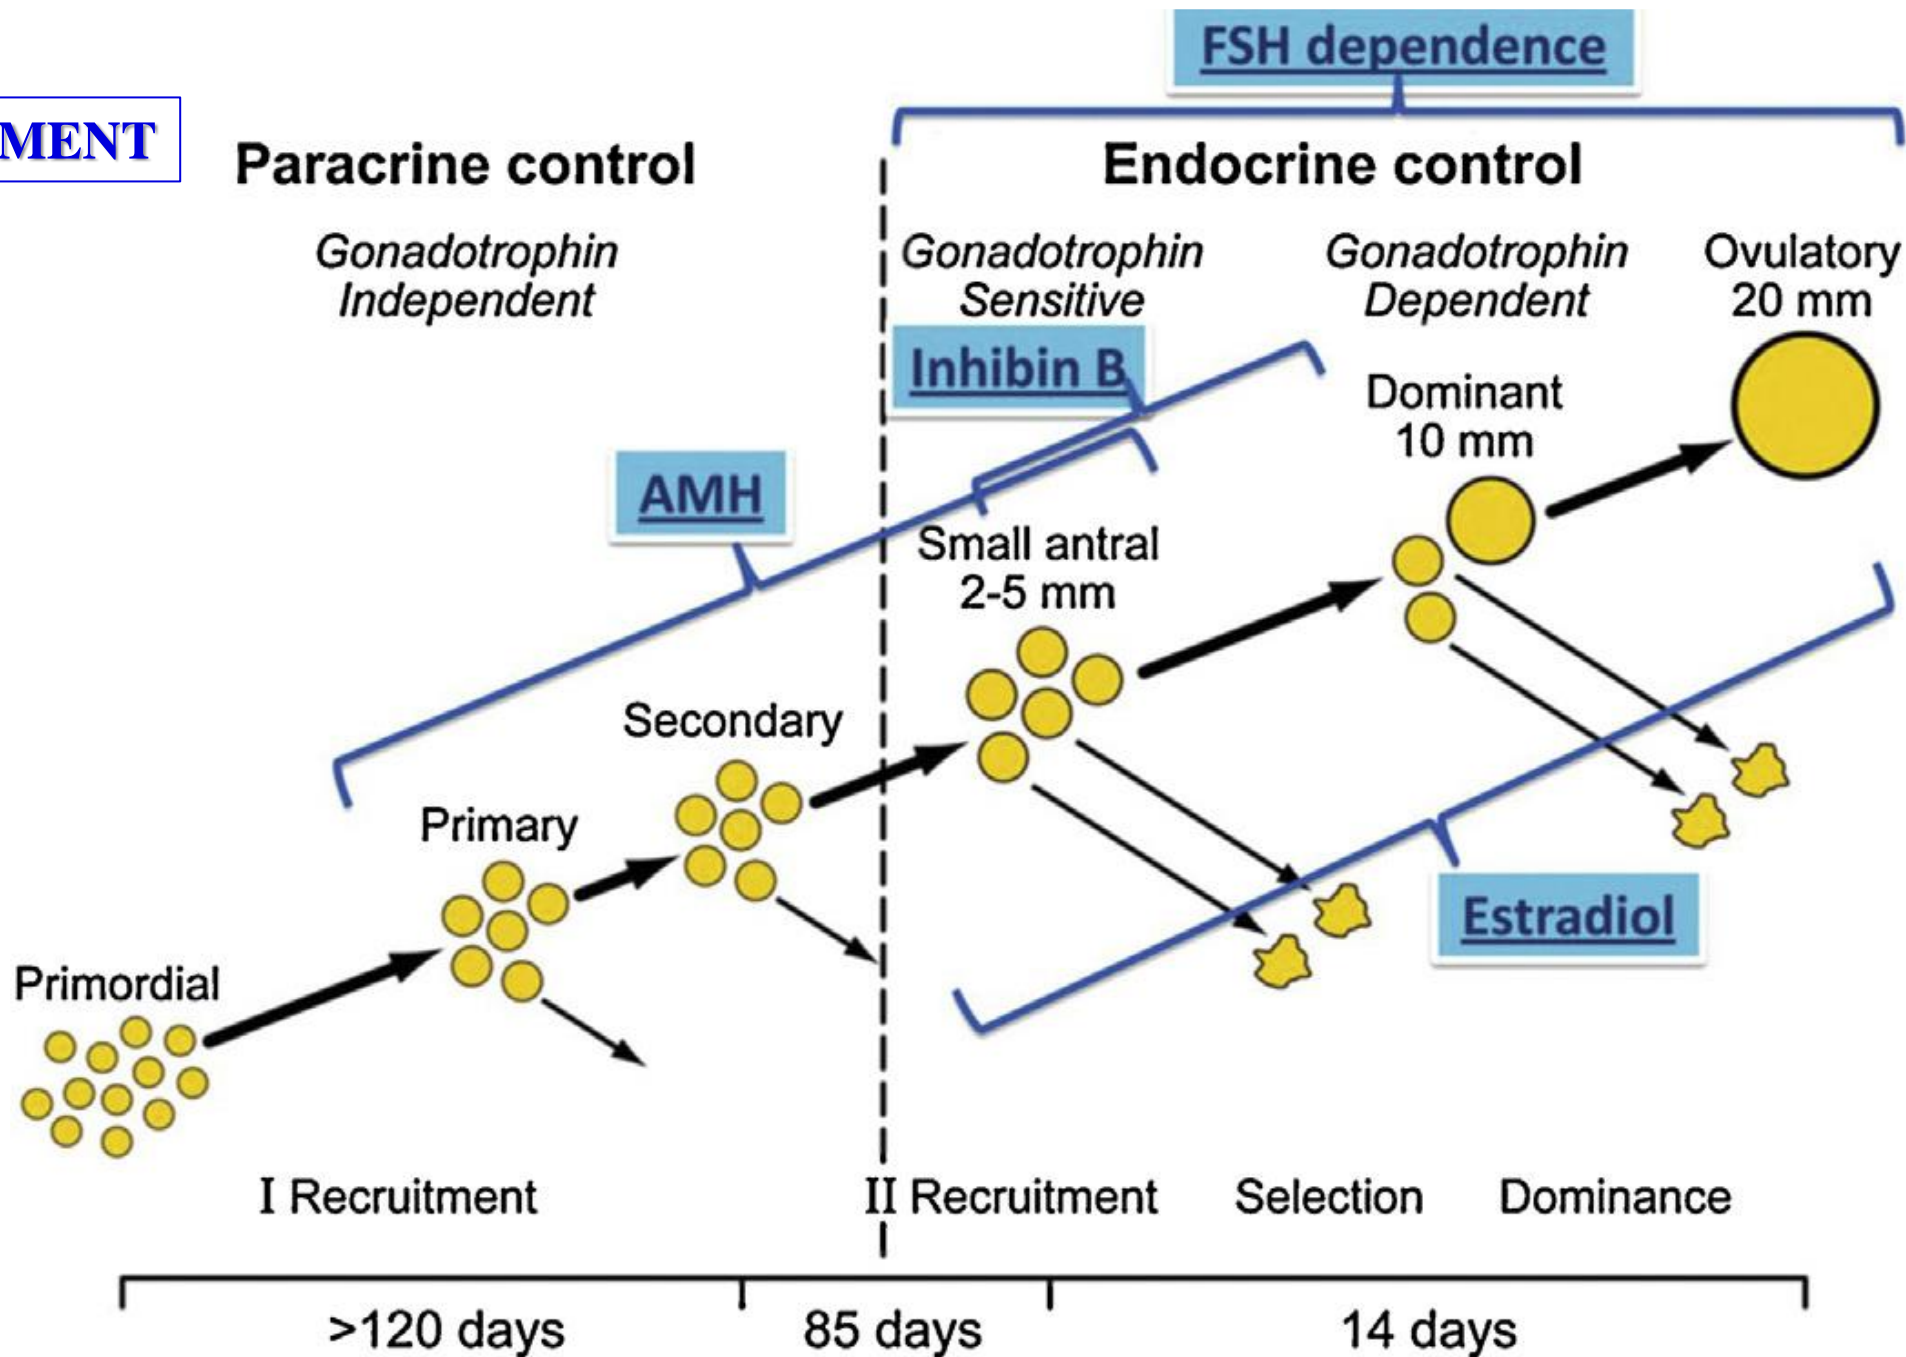 FSH dependence
MENT
Paracrine control
Endocrine control
Gonadotrophin
Independent
Gonadotrophin
Sensitive
Gonadotrophin
Dependent
Ovulatory
20 mm
Inhibin B
Dominant
10 mm
AMH
Small antral
2-5 mm
Secondary
Primary
Estradiol
Primordial
I Recruitment
II Recruitment
Selection
Dominance
>120 days
85 days
14 days